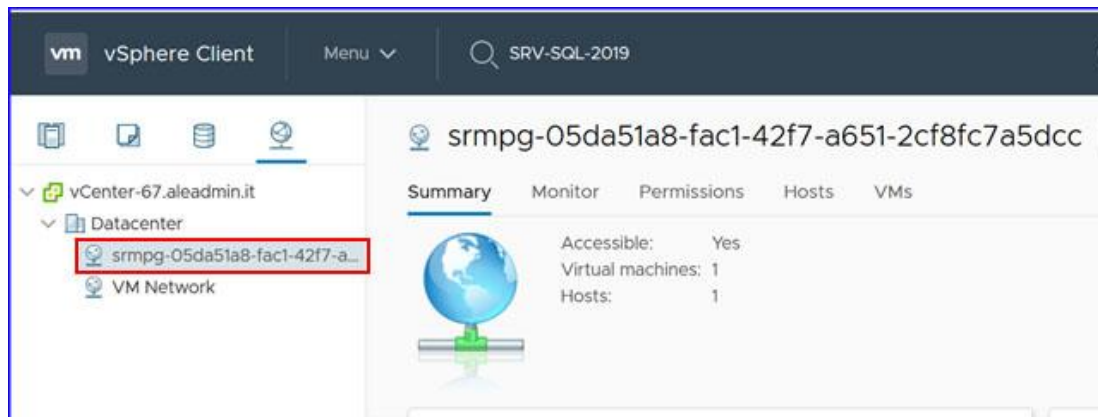 vm vSphere Client Menu SRV-SQL-2019
srmpg-05da51a8-fac1-42f7-a651-2cf8fc7a5dcc
vCenter-67.aleadmin.it
Datacenter
srmpg-05da51a8-fac1-42f7-a...
VM Network
Summary Monitor Permissions Hosts VMs
Accessible: Yes
Virtual machines: 1
Hosts: 1